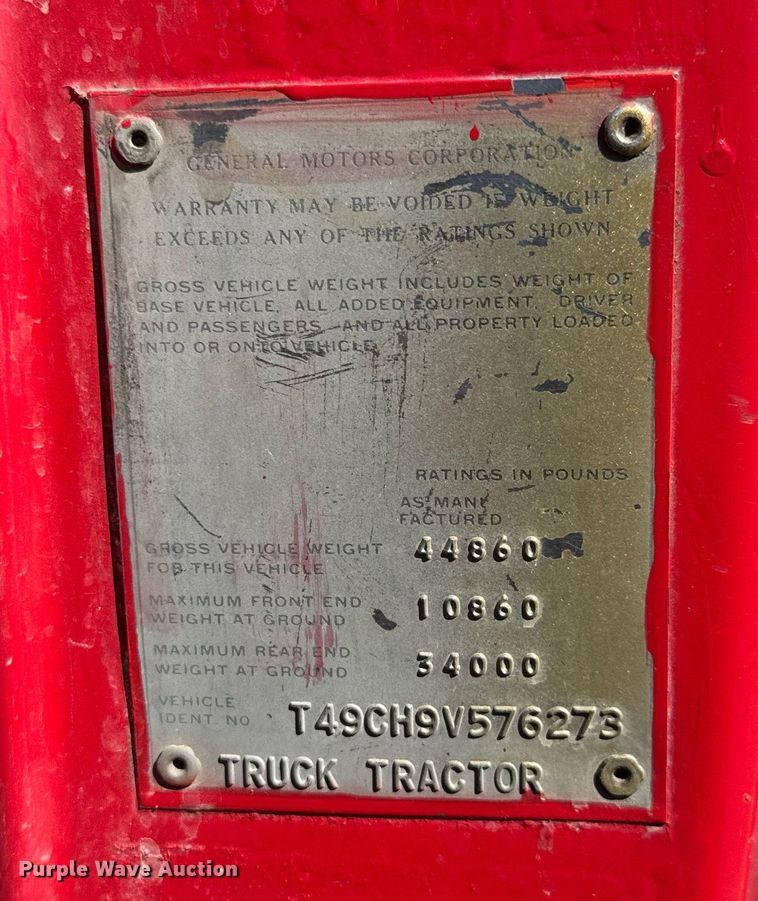 GENERAL MOTORS CORPORATION
WARRANTY MAY BE VOIDED IF WEIGHT
EXCEEDS ANY OF THE RATINGS SHOWN
GROSS VEHICLE WEIGHT INCLUDES WEIGHT OF
BASE VEHICLE, ALL ADDED EQUIPMENT, DRIVER
AND PASSENGERS, AND ALL PROPERTY LOADED
INTO OR ONTO VEHICLE
RATINGS IN POUNDS
AS MANU
FACTURED
GROSS VEHICLE WEIGHT 44860
FOR THIS VEHICLE
MAXIMUM FRONT END 10860
WEIGHT AT GROUND
MAXIMUM REAR END 34000
WEIGHT AT GROUND
VEHICLE
IDENT. NO. T49CH9V576273
TRUCK TRACTOR
Purple Wave Auction